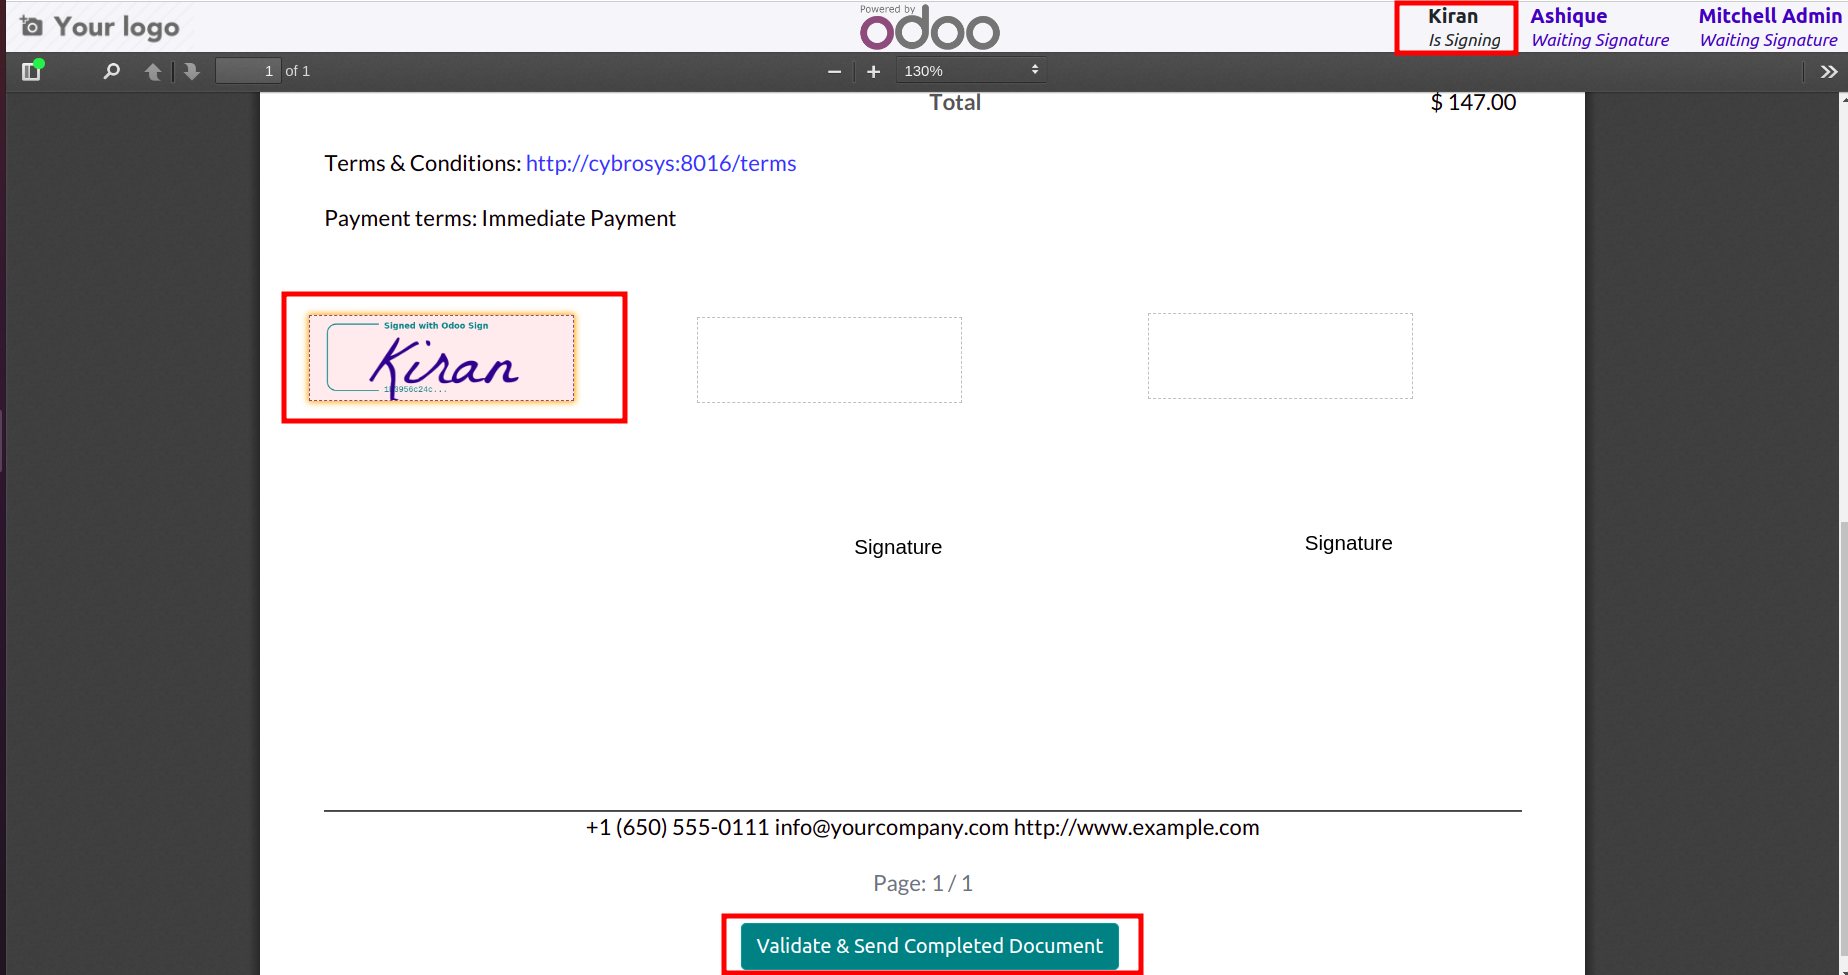 Your logo
Powered by
odoo
Kiran
Is Signing
Ashique
Waiting Signature
Mitchell Admin
Waiting Signature
1 of 1
130%
Total $ 147.00
Terms & Conditions: http://cybrosys:8016/terms
Payment terms: Immediate Payment
Signed with Odoo Sign
Kiran
Signature
Signature
+1 (650) 555-0111 info@yourcompany.com http://www.example.com
Page: 1 / 1
Validate & Send Completed Document